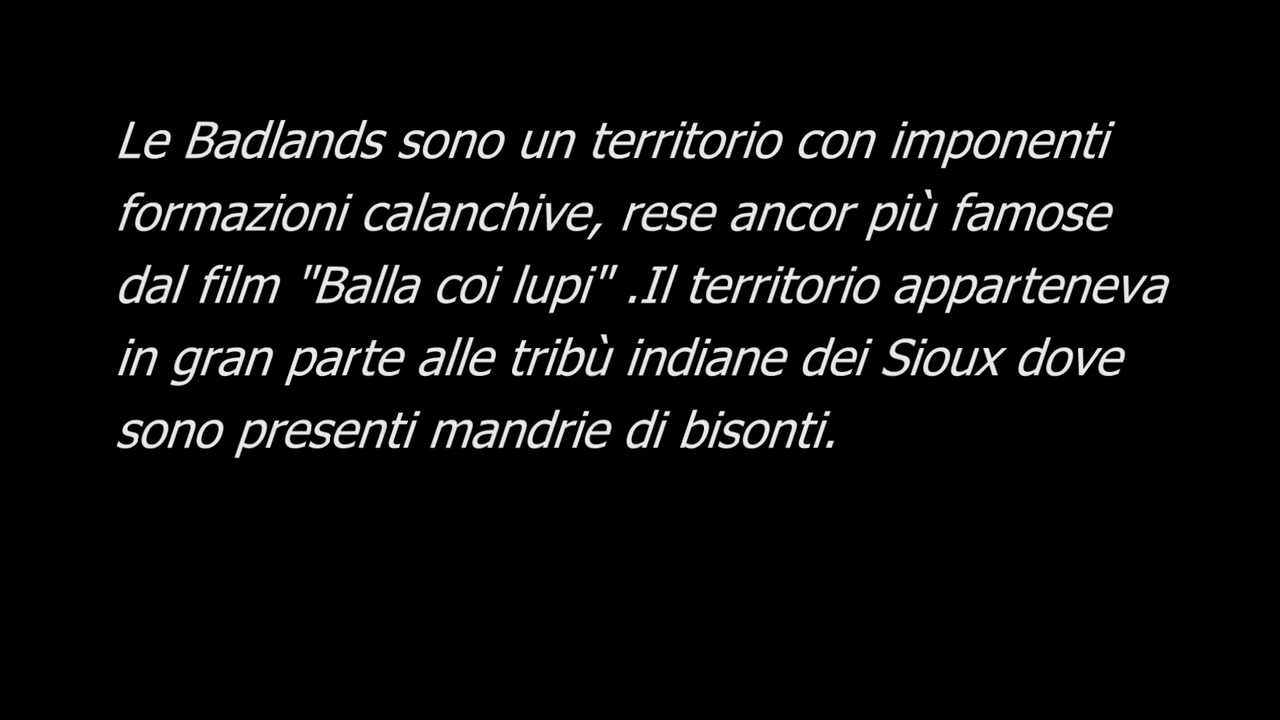 Le Badlands sono un territorio con imponenti
formazioni calanchive, rese ancor più famose
dal film "Balla coi lupi" .Il territorio apparteneva
in gran parte alle tribù indiane dei Sioux dove
sono presenti mandrie di bisonti.